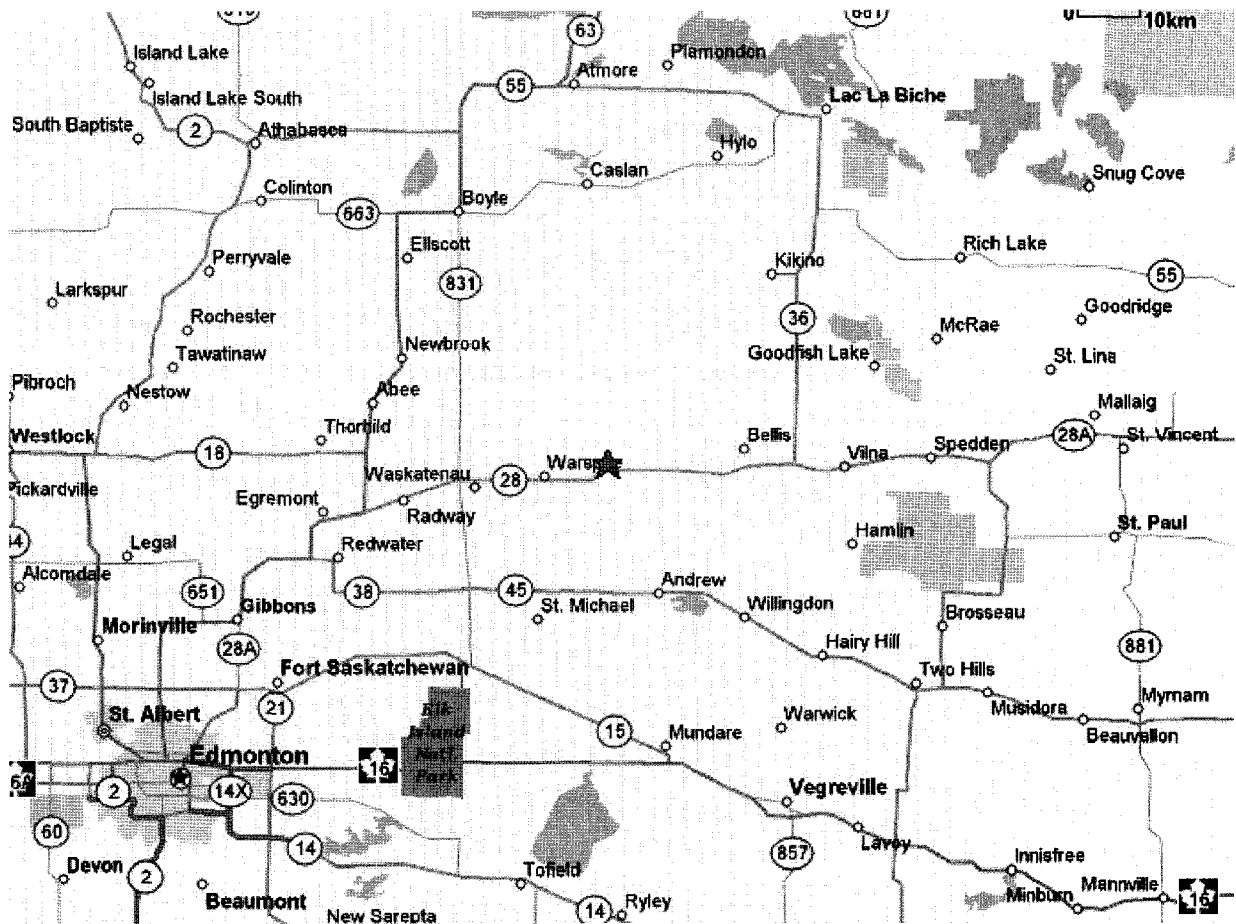 63
0
10km
Island Lake
Plamondon
Atmore
55
Island Lake South
Lac La Biche
South Baptiste
2
Athabasca
Hylo
Caslan
Snug Cove
Colinton
663
Boyle
Ellscott
Rich Lake
Perryvale
Kikino
831
55
Larkspur
Goodridge
Rochester
36
McRae
Tawatinaw
Newbrook
Goodfish Lake
St. Lina
Pibroch
Nestow
Abee
Mallaig
Westlock
Thorhild
18
Bellis
Vilna
Spedden
28A
St. Vincent
Waskatenau
28
Egremont
Radway
Hamlin
St. Paul
Legal
Redwater
Alcomdale
651
38
45
Andrew
Gibbons
St. Michael
Willingdon
Brosseau
Morinville
28A
Hairy Hill
881
Fort Saskatchewan
Two Hills
37
21
Musidora
Myrnam
St. Albert
Elk
Island
Natl
Park
15
Mundare
Warwick
Beauvallon
Edmonton
16
2
14X
630
Vegreville
60
14
857
Lavoy
Devon
2
Tofield
Innisfree
Beaumont
Minburn
Mannville
16
New Sarepta
14
Ryley